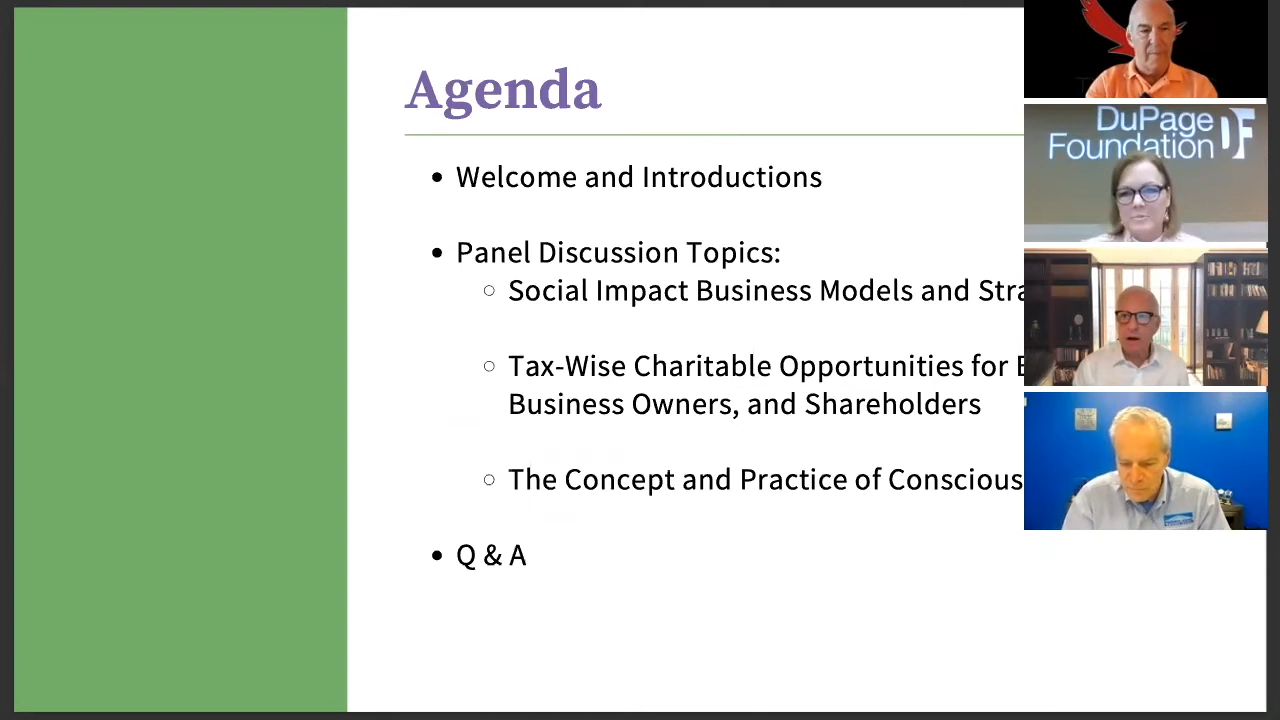 Agenda
• Welcome and Introductions
• Panel Discussion Topics:
○ Social Impact Business Models and Stra
○ Tax-Wise Charitable Opportunities for
Business Owners, and Shareholders
○ The Concept and Practice of Conscious
• Q & A
DuPage
Foundation DF